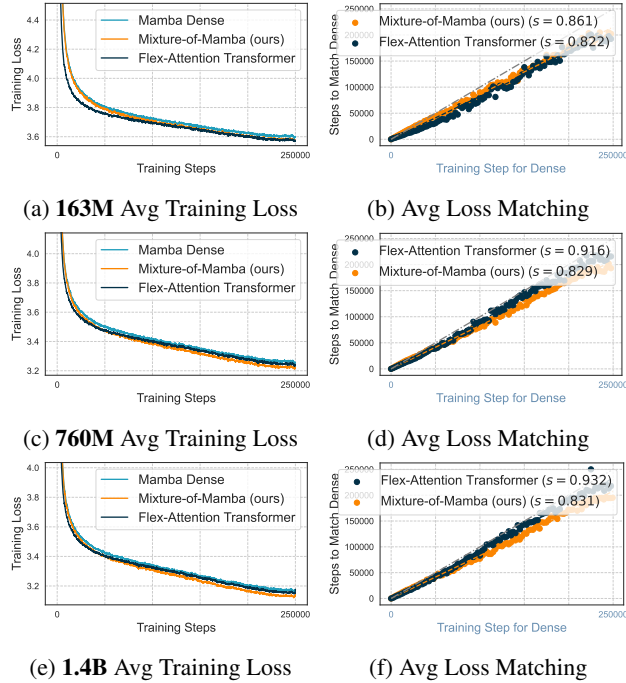 4.4
4.2
4.0
3.8
3.6
Training Loss
Mamba Dense
Mixture-of-Mamba (ours)
Flex-Attention Transformer
0
250000
Training Steps
(a) 163M Avg Training Loss
250000
200000
150000
100000
50000
0
Steps to Match Dense
Mixture-of-Mamba (ours) (s = 0.861)
Flex-Attention Transformer (s = 0.822)
0
250000
Training Step for Dense
(b) Avg Loss Matching
4.0
3.8
3.6
3.4
3.2
Training Loss
Mamba Dense
Mixture-of-Mamba (ours)
Flex-Attention Transformer
0
250000
Training Steps
(c) 760M Avg Training Loss
250000
200000
150000
100000
50000
0
Steps to Match Dense
Flex-Attention Transformer (s = 0.916)
Mixture-of-Mamba (ours) (s = 0.829)
0
250000
Training Step for Dense
(d) Avg Loss Matching
4.0
3.8
3.6
3.4
3.2
Training Loss
Mamba Dense
Mixture-of-Mamba (ours)
Flex-Attention Transformer
0
250000
Training Steps
(e) 1.4B Avg Training Loss
250000
200000
150000
100000
50000
0
Steps to Match Dense
Flex-Attention Transformer (s = 0.932)
Mixture-of-Mamba (ours) (s = 0.831)
0
250000
Training Step for Dense
(f) Avg Loss Matching